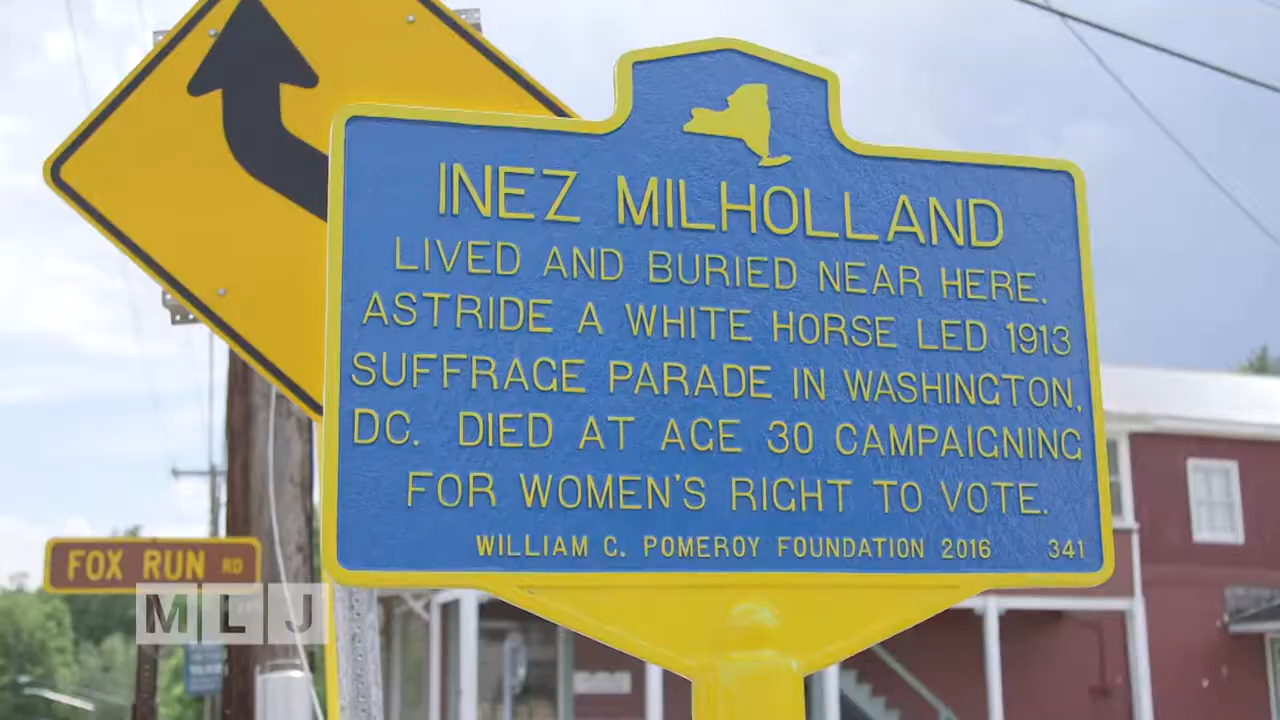 INEZ MILHOLLAND
LIVED AND BURIED NEAR HERE.
ASTRIDE A WHITE HORSE LED 1913
SUFFRAGE PARADE IN WASHINGTON,
DC. DIED AT AGE 30 CAMPAIGNING
FOR WOMEN'S RIGHT TO VOTE.
WILLIAM G. POMEROY FOUNDATION 2016 341
FOX RUN RD
MLJ